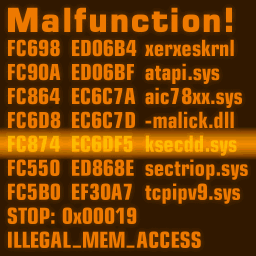 Malfunction!
FC698 ED06B4 xerxeskrnl
FC90A ED06BF atapi.sys
FC864 EC6C7A aic78xx.sys
FC6D8 EC6C7D -malick.dll
FC874 EC6DF5 ksecdd.sys
FC550 ED868E sectriop.sys
FC5B0 EF30A7 tcpipv9.sys
STOP: 0x00019
ILLEGAL_MEM_ACCESS